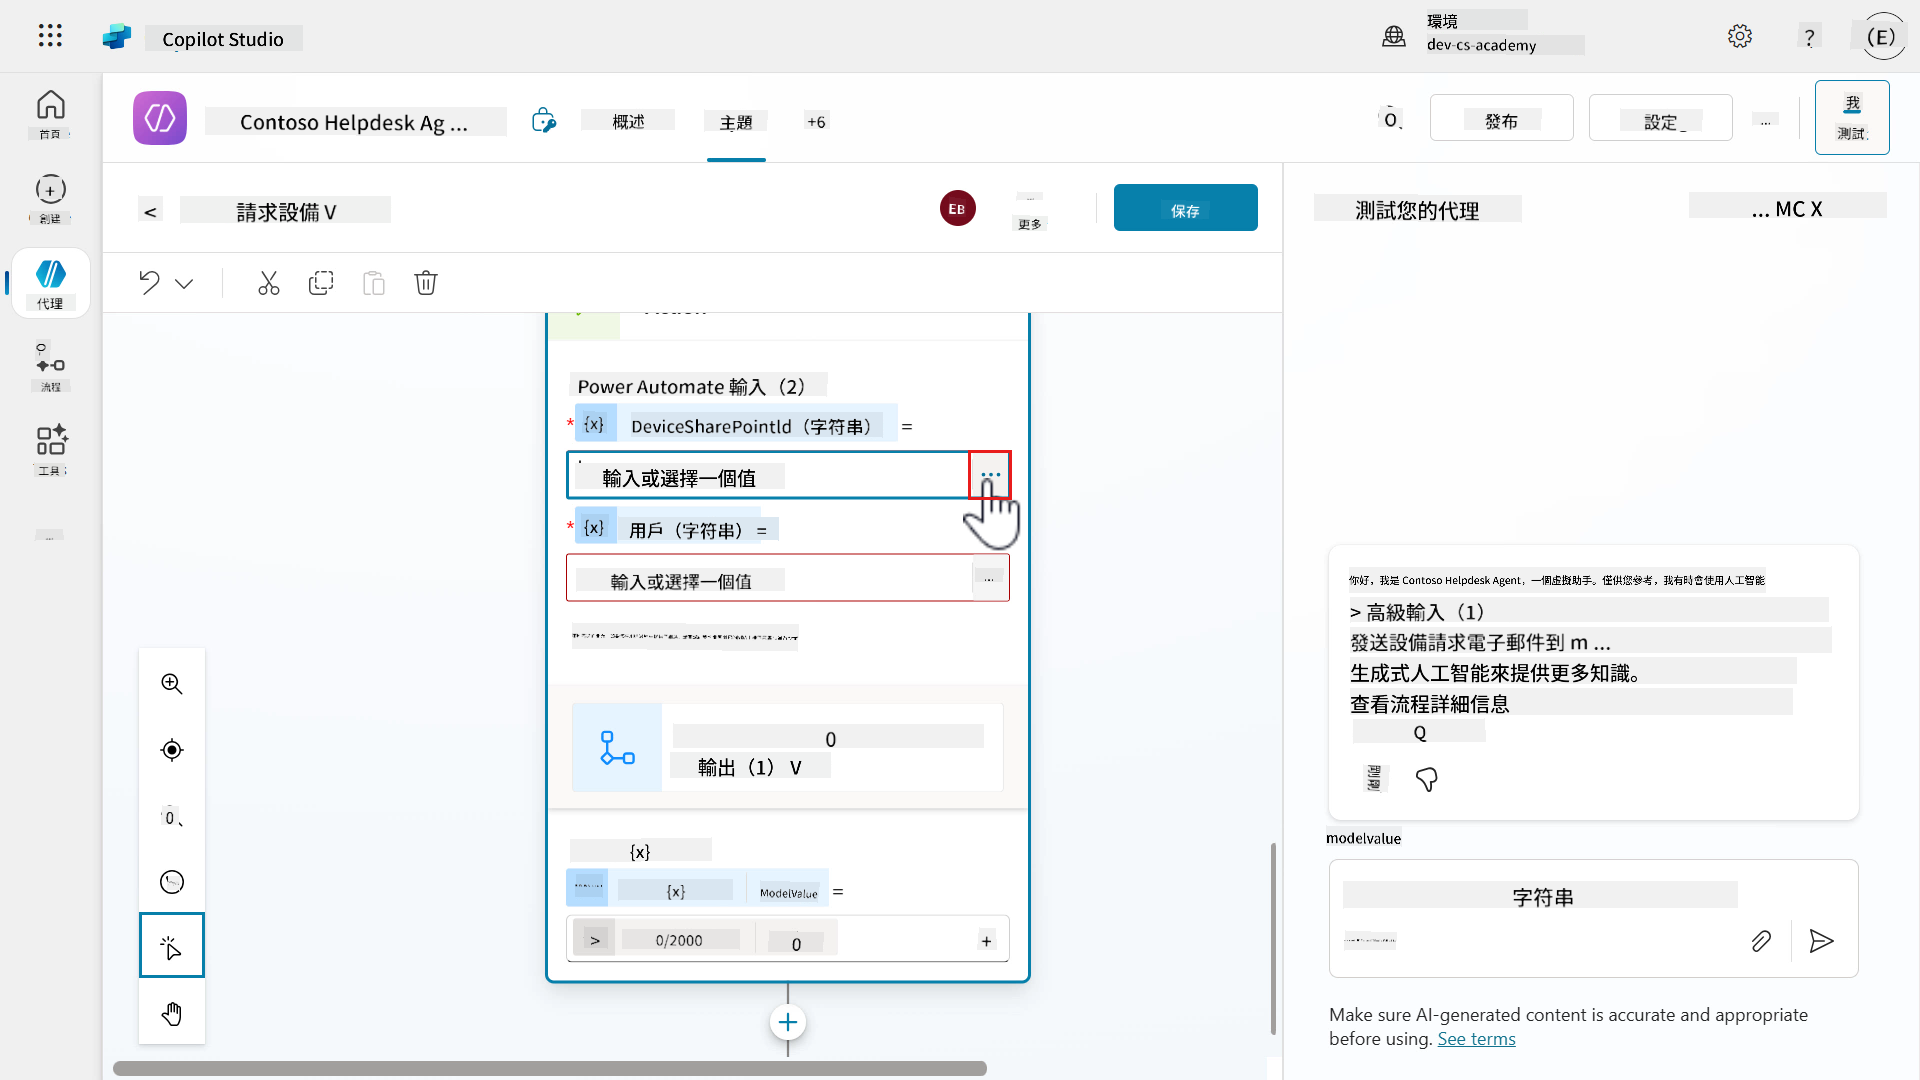 Copilot Studio
環境
dev-cs-academy
?
(E)
首頁
創建
代理
流程
工具
Contoso Helpdesk Ag ...
概述
主題
+6
發布
設定
...
我
測試
<
請求設備 V
EB
更多
保存
Power Automate 輸入（2）
* {x} DeviceSharePointId（字符串） =
輸入或選擇一個值
...
* {x} 用戶（字符串） =
輸入或選擇一個值
...
0
輸出（1） V
{x}
{x} ModelValue =
> 0/2000 0 +
測試您的代理
... MC X
你好，我是 Contoso Helpdesk Agent，一個虛擬助手。僅供您參考，我有時會使用人工智能
> 高級輸入（1）
發送設備請求電子郵件到 m ...
生成式人工智能來提供更多知識。
查看流程詳細信息
Q
剛剛
modelvalue
字符串
Make sure AI-generated content is accurate and appropriate
before using. See terms